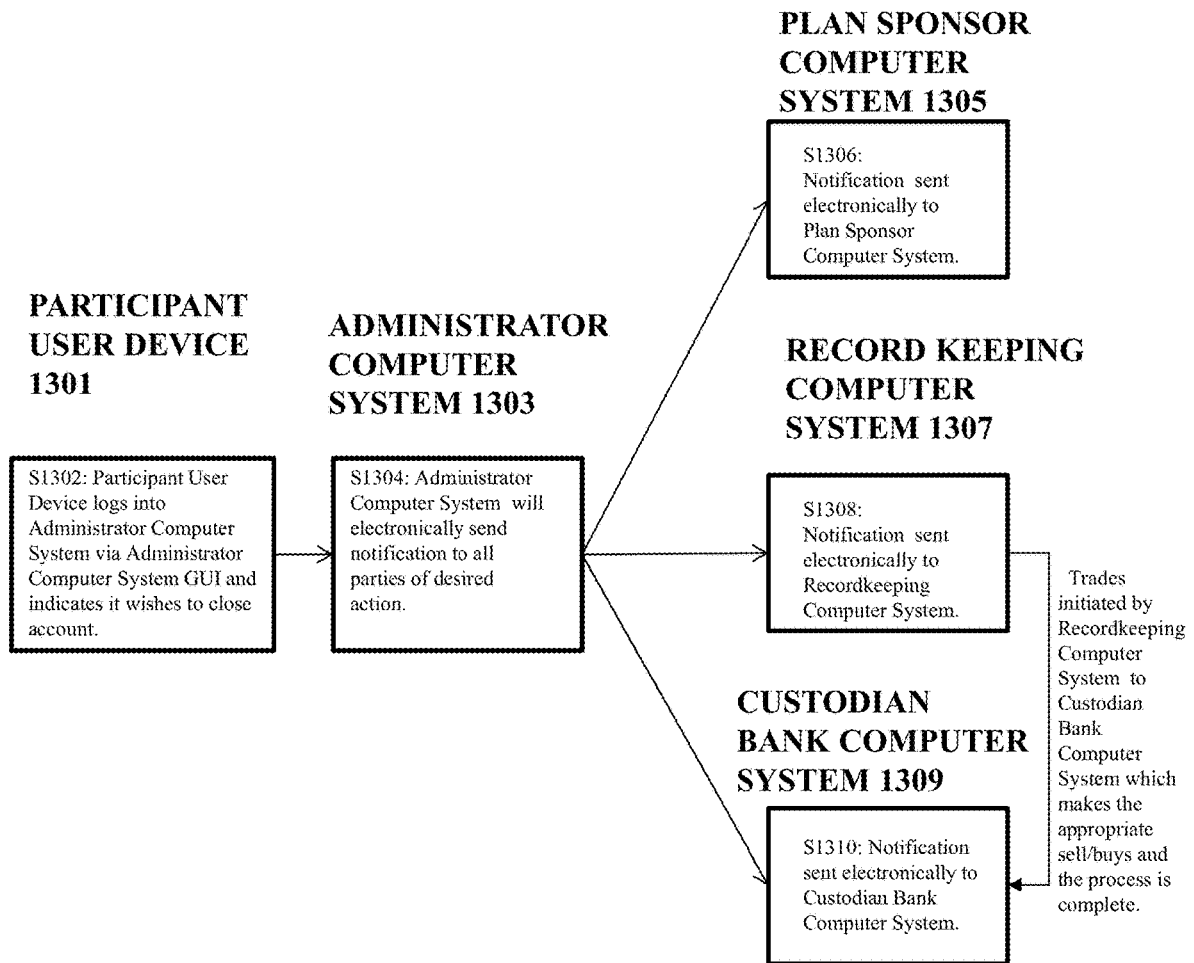 PLAN SPONSOR
COMPUTER
SYSTEM 1305
S1306:
Notification sent
electronically to
Plan Sponsor
Computer System.
PARTICIPANT
USER DEVICE
1301
S1302: Participant User
Device logs into
Administrator Computer
System via Administrator
Computer System GUI and
indicates it wishes to close
account.
ADMINISTRATOR
COMPUTER
SYSTEM 1303
S1304: Administrator
Computer System will
electronically send
notification to all
parties of desired
action.
RECORD KEEPING
COMPUTER
SYSTEM 1307
S1308:
Notification sent
electronically to
Recordkeeping
Computer System.
Trades
initiated by
Recordkeeping
Computer
System to
Custodian
Bank
Computer
System which
makes the
appropriate
sell/buys and
the process is
complete.
CUSTODIAN
BANK COMPUTER
SYSTEM 1309
S1310: Notification
sent electronically to
Custodian Bank
Computer System.